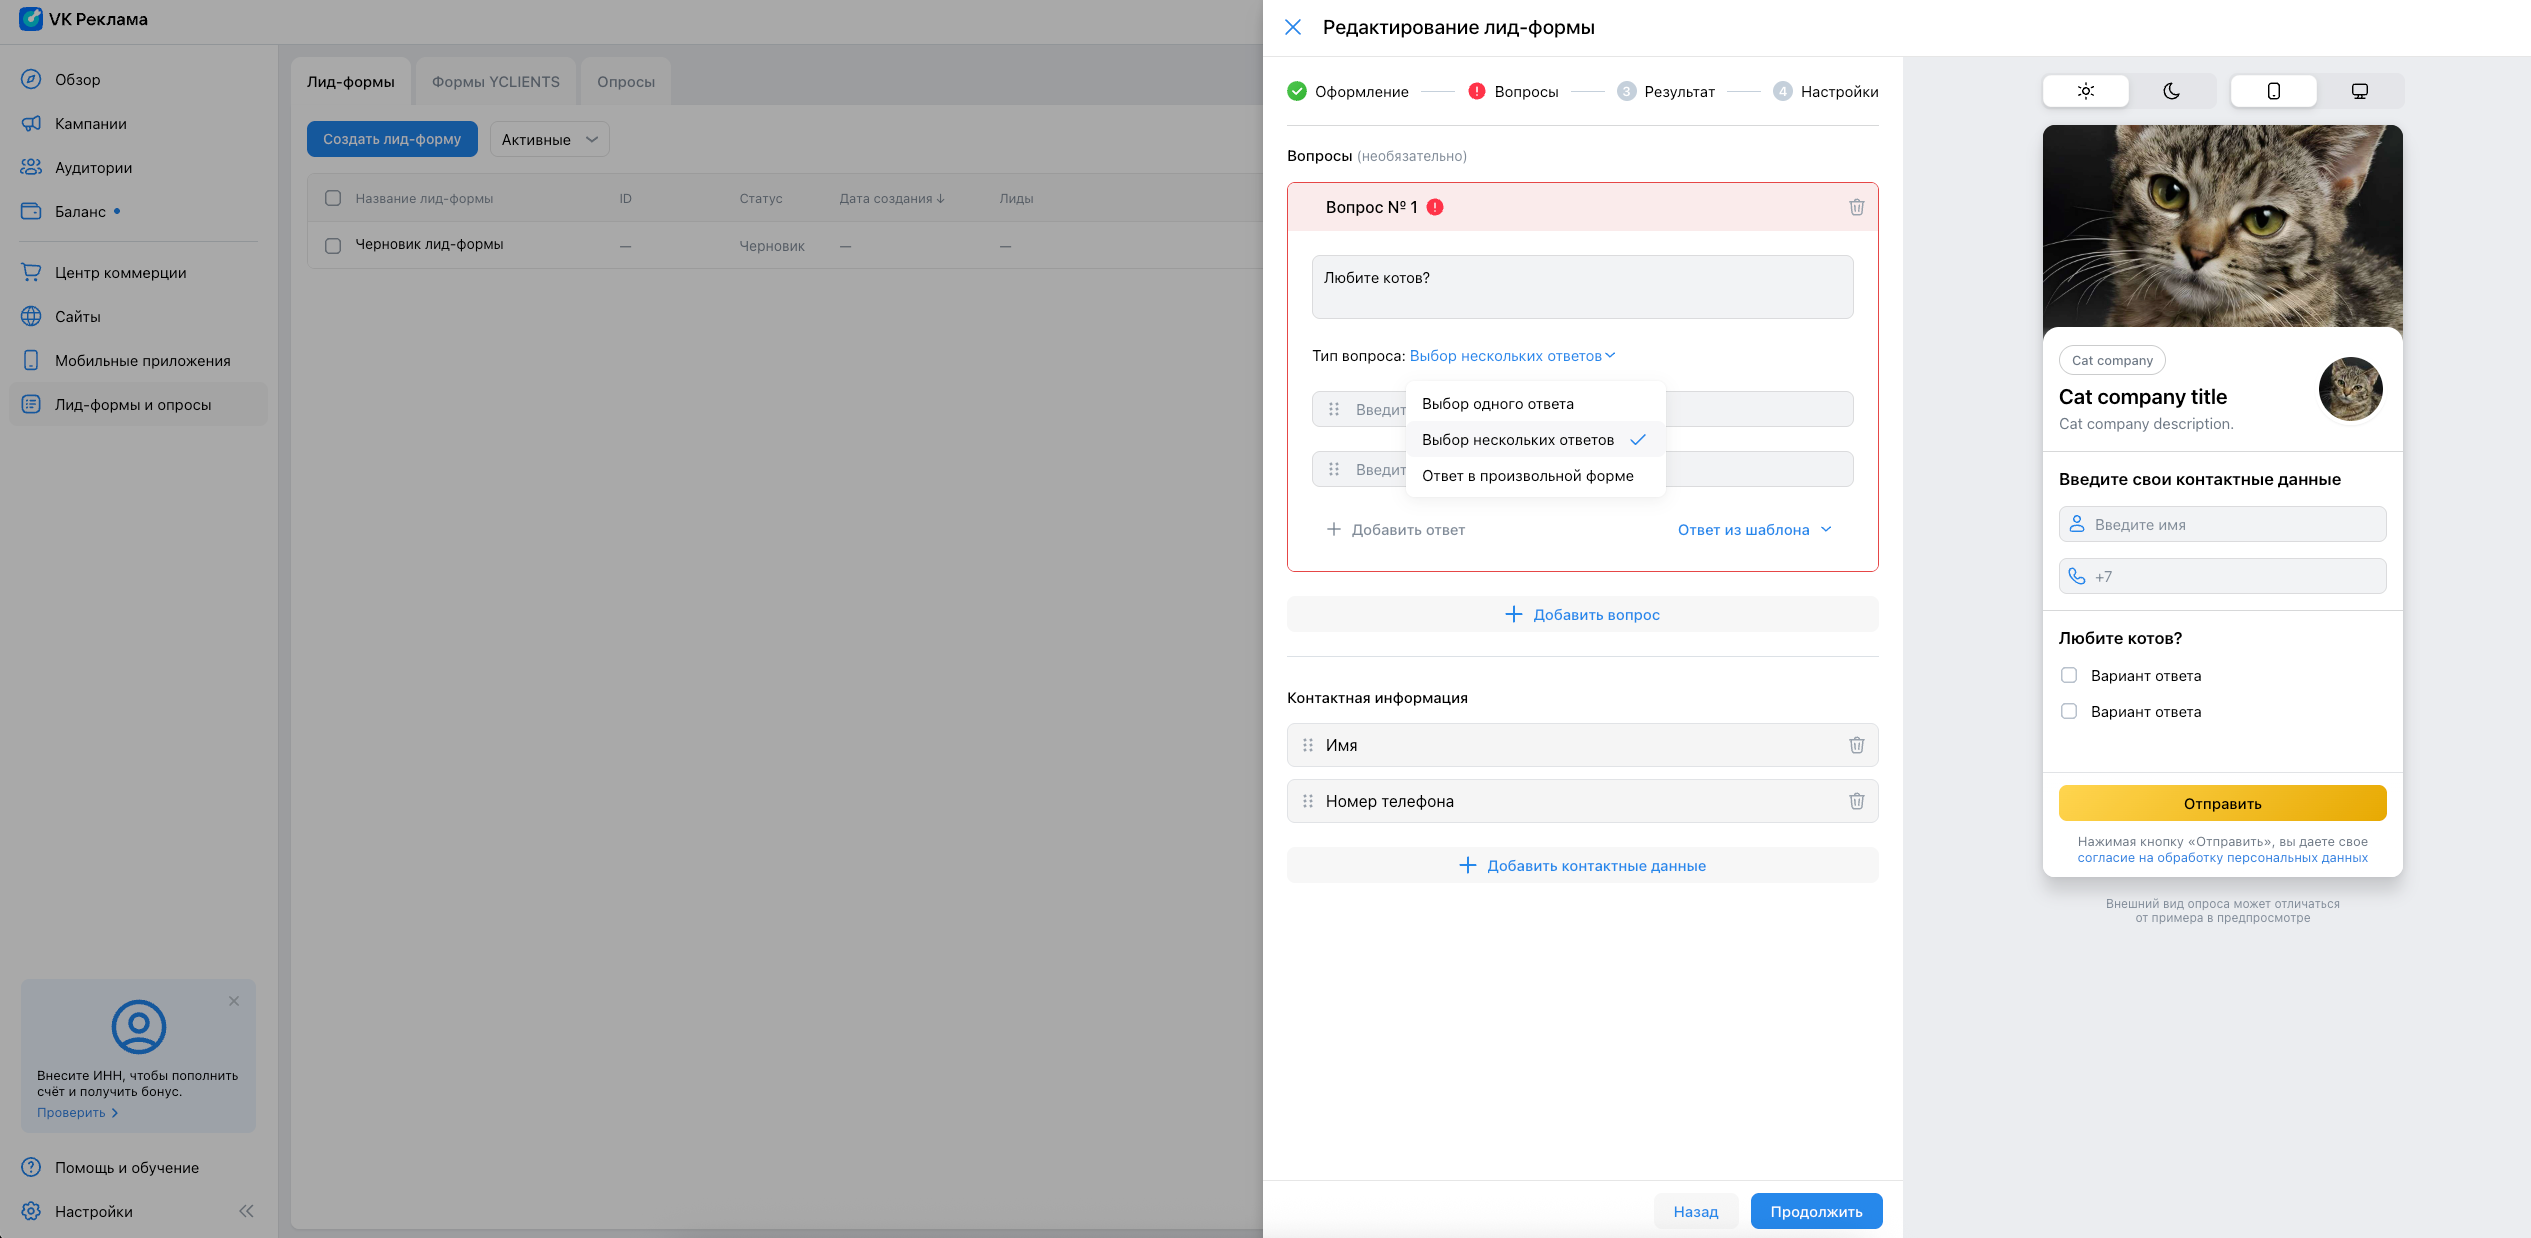 VK Реклама
Обзор
Кампании
Аудитории
Баланс
Центр коммерции
Сайты
Мобильные приложения
Лид-формы и опросы
Внесите ИНН, чтобы пополнить
счёт и получить бонус.
Проверить
Помощь и обучение
Настройки
Лид-формы
Формы YCLIENTS
Опросы
Создать лид-форму
Активные
Название лид-формы
ID
Статус
Дата создания
Лиды
Черновик лид-формы
—
Черновик
—
—
Редактирование лид-формы
Оформление
Вопросы
3 Результат
4 Настройки
Вопросы (необязательно)
Вопрос № 1
Любите котов?
Тип вопроса: Выбор нескольких ответов
Выбор одного ответа
Выбор нескольких ответов
Ответ в произвольной форме
Добавить ответ
Ответ из шаблона
Добавить вопрос
Контактная информация
Имя
Номер телефона
Добавить контактные данные
Назад
Продолжить
Cat company
Cat company title
Cat company description.
Введите свои контактные данные
Введите имя
+7
Любите котов?
Вариант ответа
Вариант ответа
Отправить
Нажимая кнопку «Отправить», вы даете свое
согласие на обработку персональных данных
Внешний вид опроса может отличаться
от примера в предпросмотре